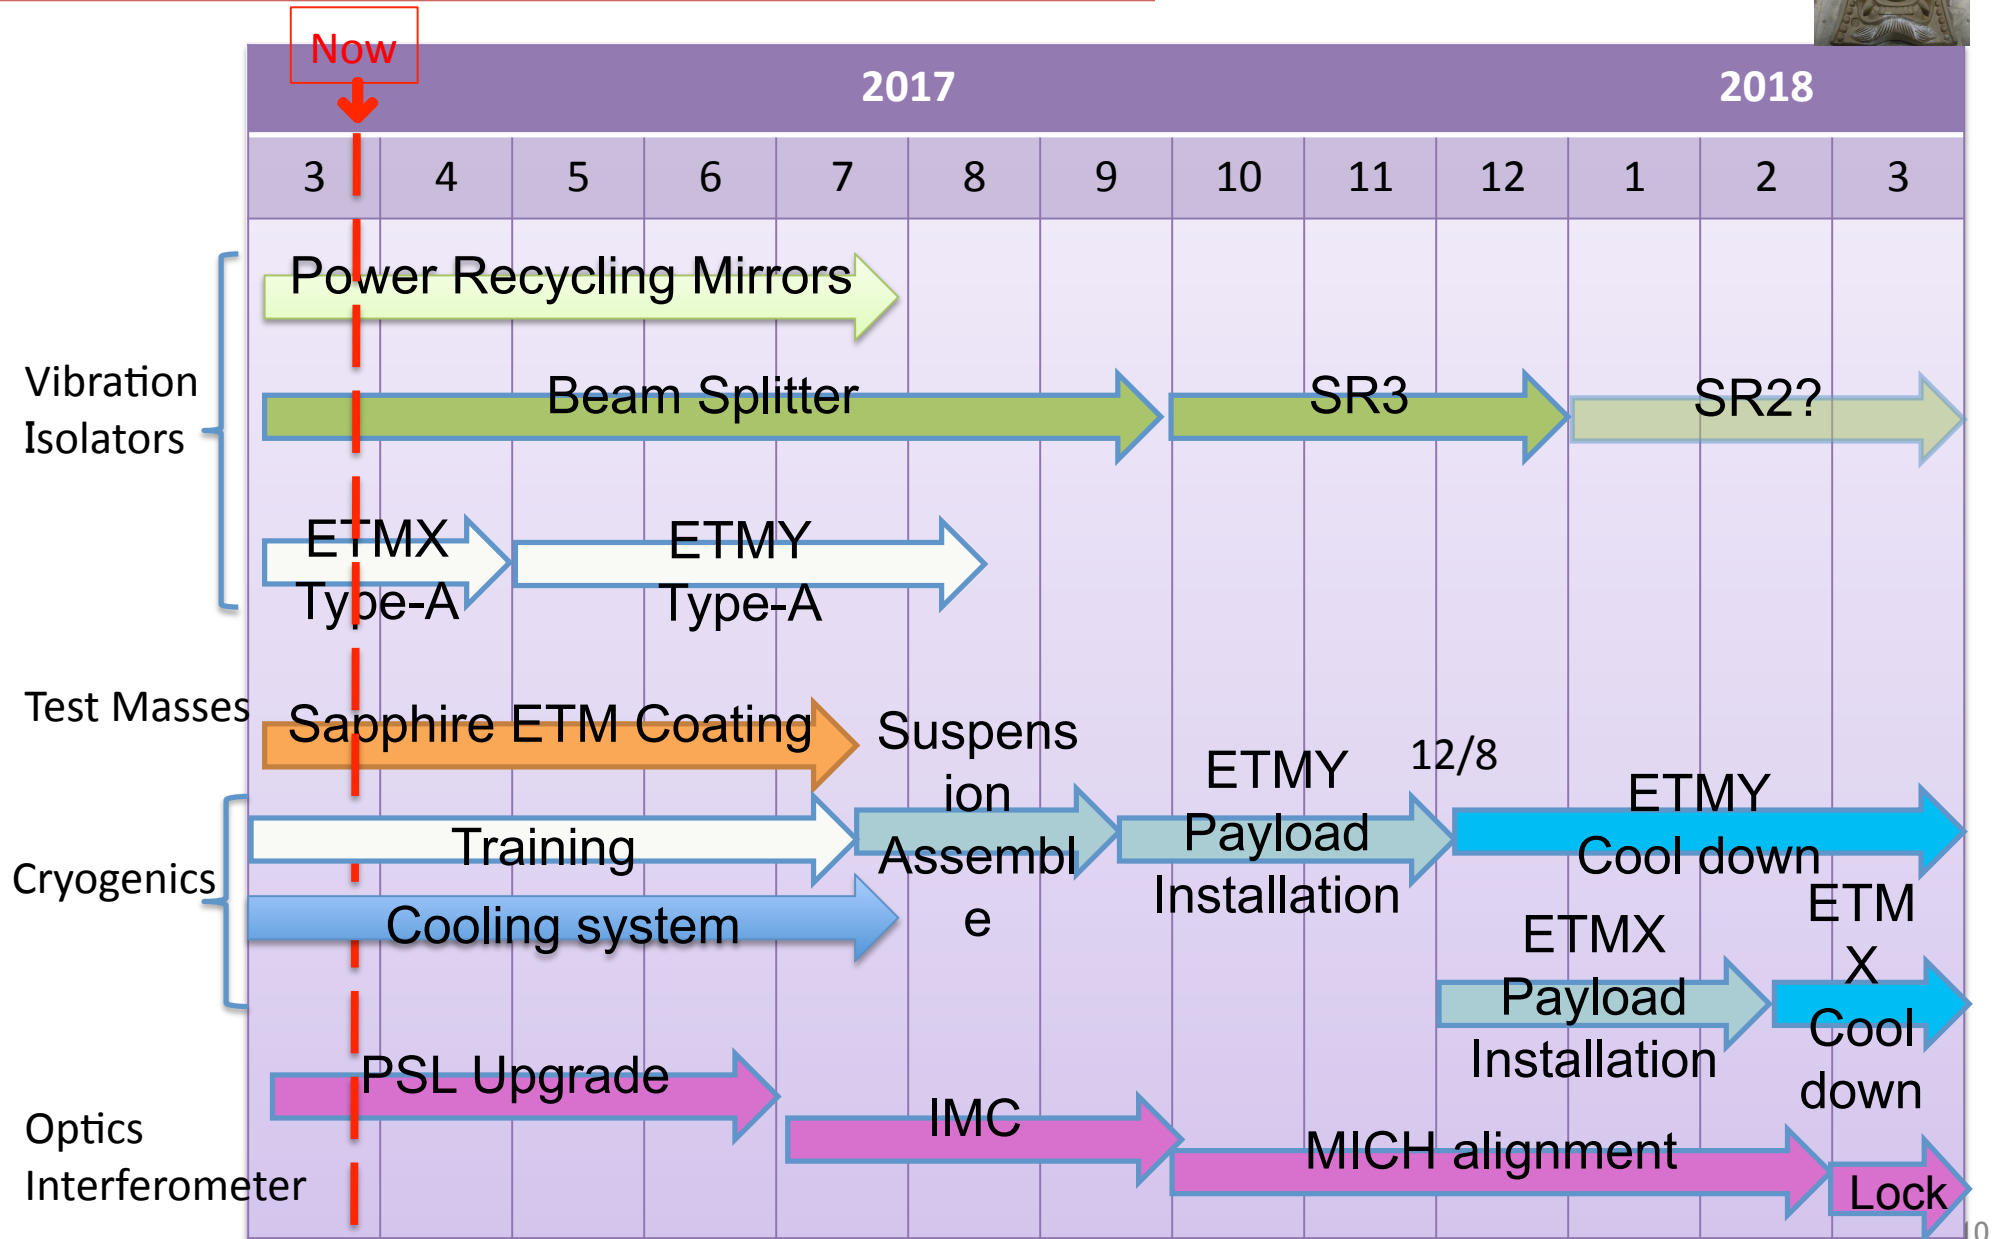 Now
2017
2018
3 4 5 6 7 8 9 10 11 12 1 2 3
Vibration
Isolators
Power Recycling Mirrors
Beam Splitter
SR3
SR2?
ETMX
Type-A
ETMY
Type-A
Test Masses
Sapphire ETM Coating
Cryogenics
Training
Suspens
ion
Assembl
e
ETMY
Payload
Installation
12/8
ETMY
Cool down
Cooling system
ETMX
Payload
Installation
ETM
X
Cool
down
Optics
Interferometer
PSL Upgrade
IMC
MICH alignment
Lock
10